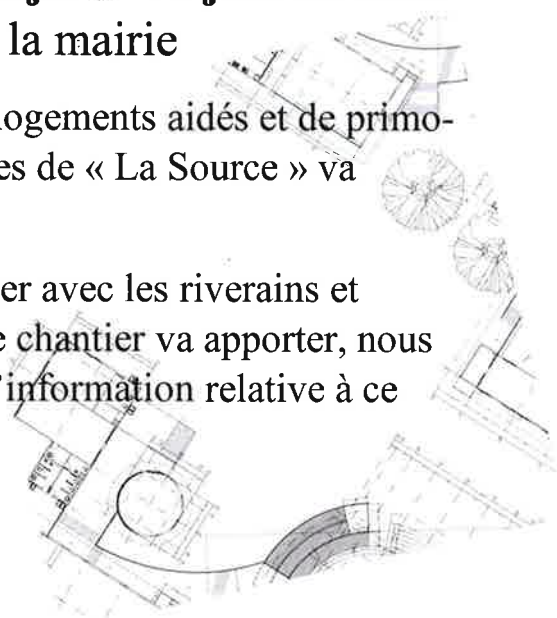 la mairie
logements aidés et de primo-
es de « La Source » va
er avec les riverains et
e chantier va apporter, nous
'information relative à ce